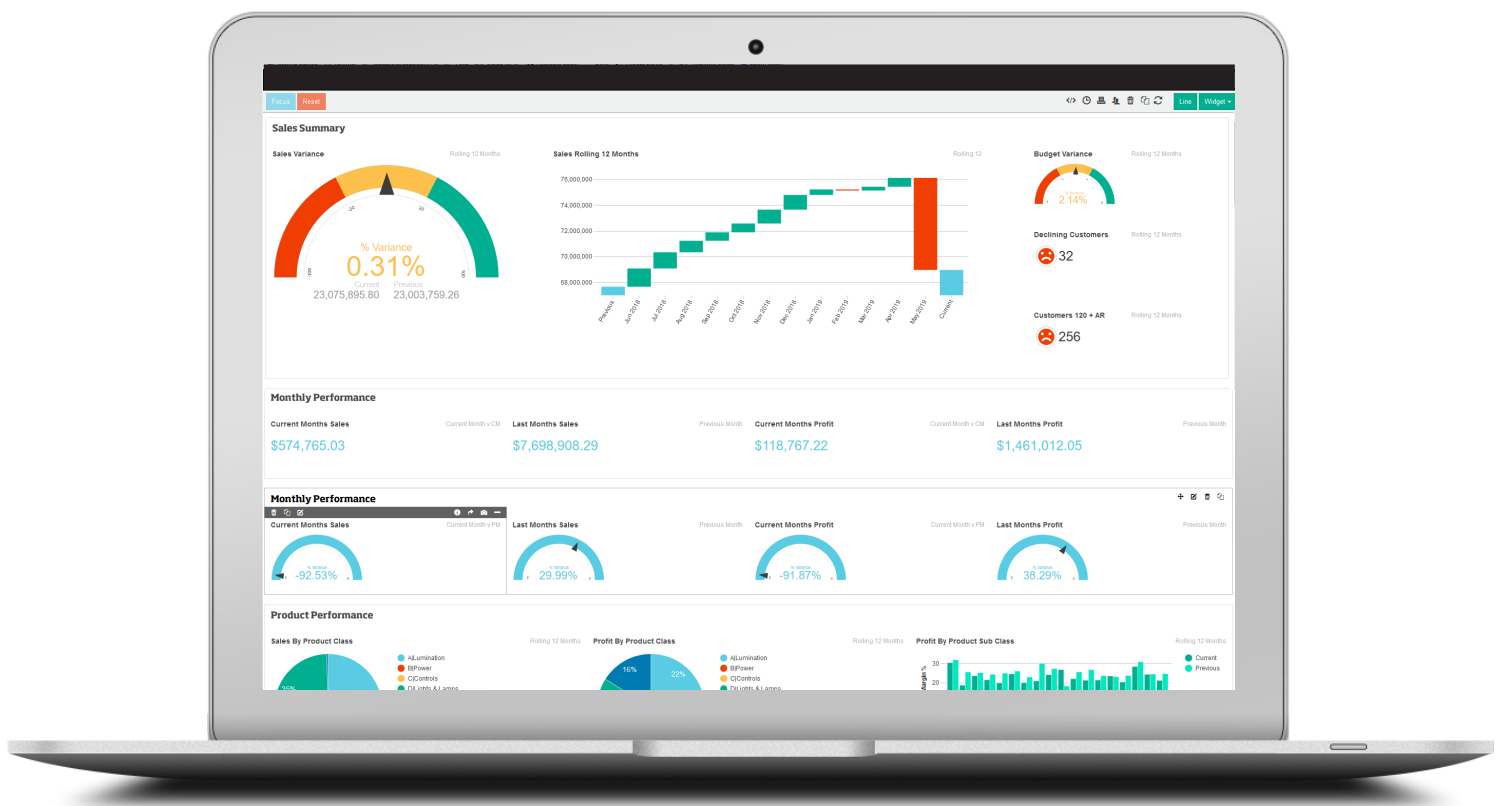 Focus Reset Line Widget
Sales Summary
Sales Variance Rolling 12 Months
-20 20
-100 100
% Variance
0.31%
Current Previous
23,075,895.80 23,003,759.26
Sales Rolling 12 Months Rolling 12
76,000,000
74,000,000
72,000,000
70,000,000
68,000,000
Previous Jun 2018 Jul 2018 Aug 2018 Sep 2018 Oct 2018 Nov 2018 Dec 2018 Jan 2019 Feb 2019 Mar 2019 Apr 2019 May 2019 Current
Budget Variance Rolling 12 Months
% Variance
2.14%
Declining Customers Rolling 12 Months
32
Customers 120 + AR Rolling 12 Months
256
Monthly Performance
Current Months Sales Current Month v CM Last Months Sales Previous Month Current Months Profit Current Month v CM Last Months Profit Previous Month
$574,765.03 $7,698,908.29 $118,767.22 $1,461,012.05
Monthly Performance
Current Months Sales Current Month v PM Last Months Sales Previous Month Current Months Profit Current Month v PM Last Months Profit Previous Month
% Variance % Variance % Variance % Variance
-92.53% 29.99% -91.87% 38.29%
Product Performance
Sales By Product Class Rolling 12 Months
A|Lumination
B|Power
C|Controls
D|Lights & Lamps
Profit By Product Class Rolling 12 Months
16%
22%
A|Lumination
B|Power
C|Controls
D|Lights & Lamps
Profit By Product Sub Class Rolling 12 Months
Margin %
30
20
Current
Previous